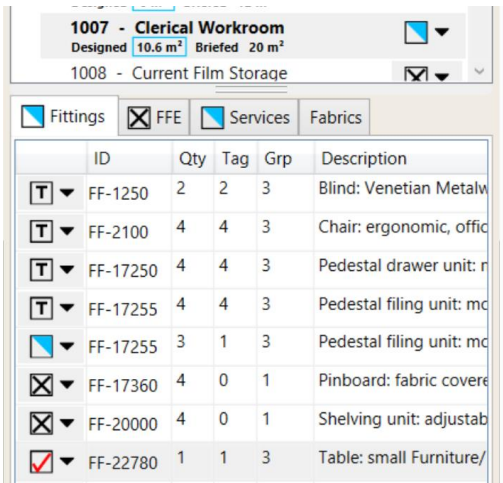 1007 - Clerical Workroom
Designed 10.6 m² Briefed 20 m²
1008 - Current Film Storage
Fittings FFE Services Fabrics
ID Qty Tag Grp Description
T FF-1250 2 2 3 Blind: Venetian Metalw
T FF-2100 4 4 3 Chair: ergonomic, offic
T FF-17250 4 4 3 Pedestal drawer unit: m
T FF-17255 4 4 3 Pedestal filing unit: mo
FF-17255 3 1 3 Pedestal filing unit: mo
FF-17360 4 0 1 Pinboard: fabric covere
FF-20000 4 0 1 Shelving unit: adjustab
FF-22780 1 1 3 Table: small Furniture/